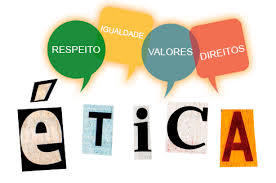 RESPEITO
IGUALDADE
VALORES
DIREITOS
éTiCA